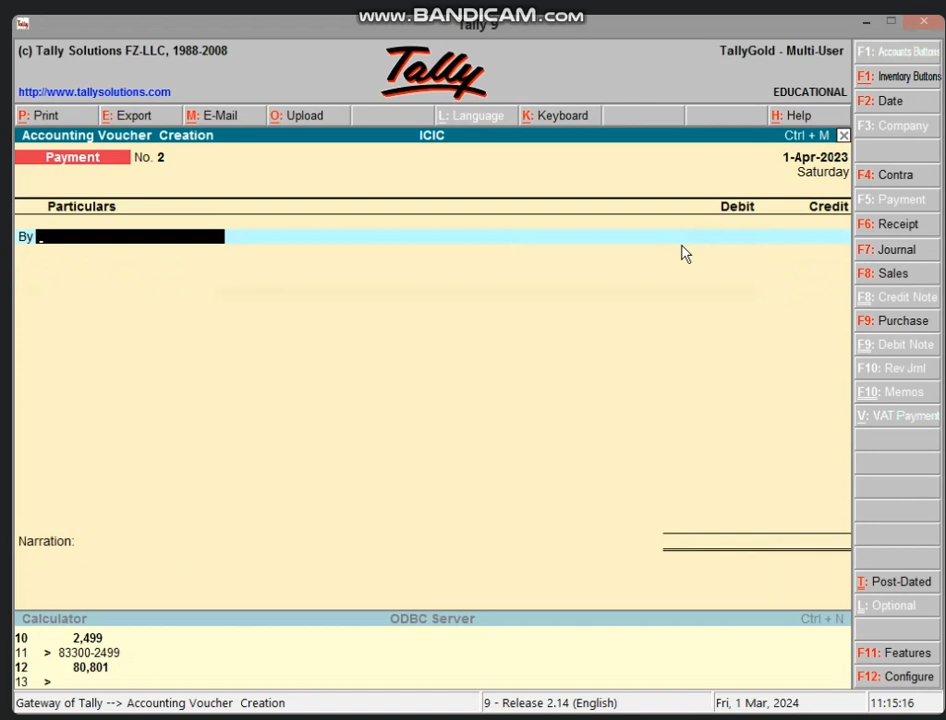 www.BANDICAM.com
Tally 9
(c) Tally Solutions FZ-LLC, 1988-2008
Tally
TallyGold - Multi-User
http://www.tallysolutions.com
EDUCATIONAL
P: Print E: Export M: E-Mail O: Upload L: Language K: Keyboard H: Help
Accounting Voucher Creation ICIC Ctrl + M
Payment No. 2 1-Apr-2023
Saturday
Particulars Debit Credit
By
Narration:
Calculator ODBC Server Ctrl + N
10 2,499
11 > 83300-2499
12 80,801
13 >
Gateway of Tally --> Accounting Voucher Creation 9 - Release 2.14 (English) Fri, 1 Mar, 2024 11:15:16
F1: Accounts Buttons
F1: Inventory Buttons
F2: Date
F3: Company
F4: Contra
F5: Payment
F6: Receipt
F7: Journal
F8: Sales
F8: Credit Note
F9: Purchase
F9: Debit Note
F10: Rev Jrnl
F10: Memos
V: VAT Payment
T: Post-Dated
L: Optional
F11: Features
F12: Configure